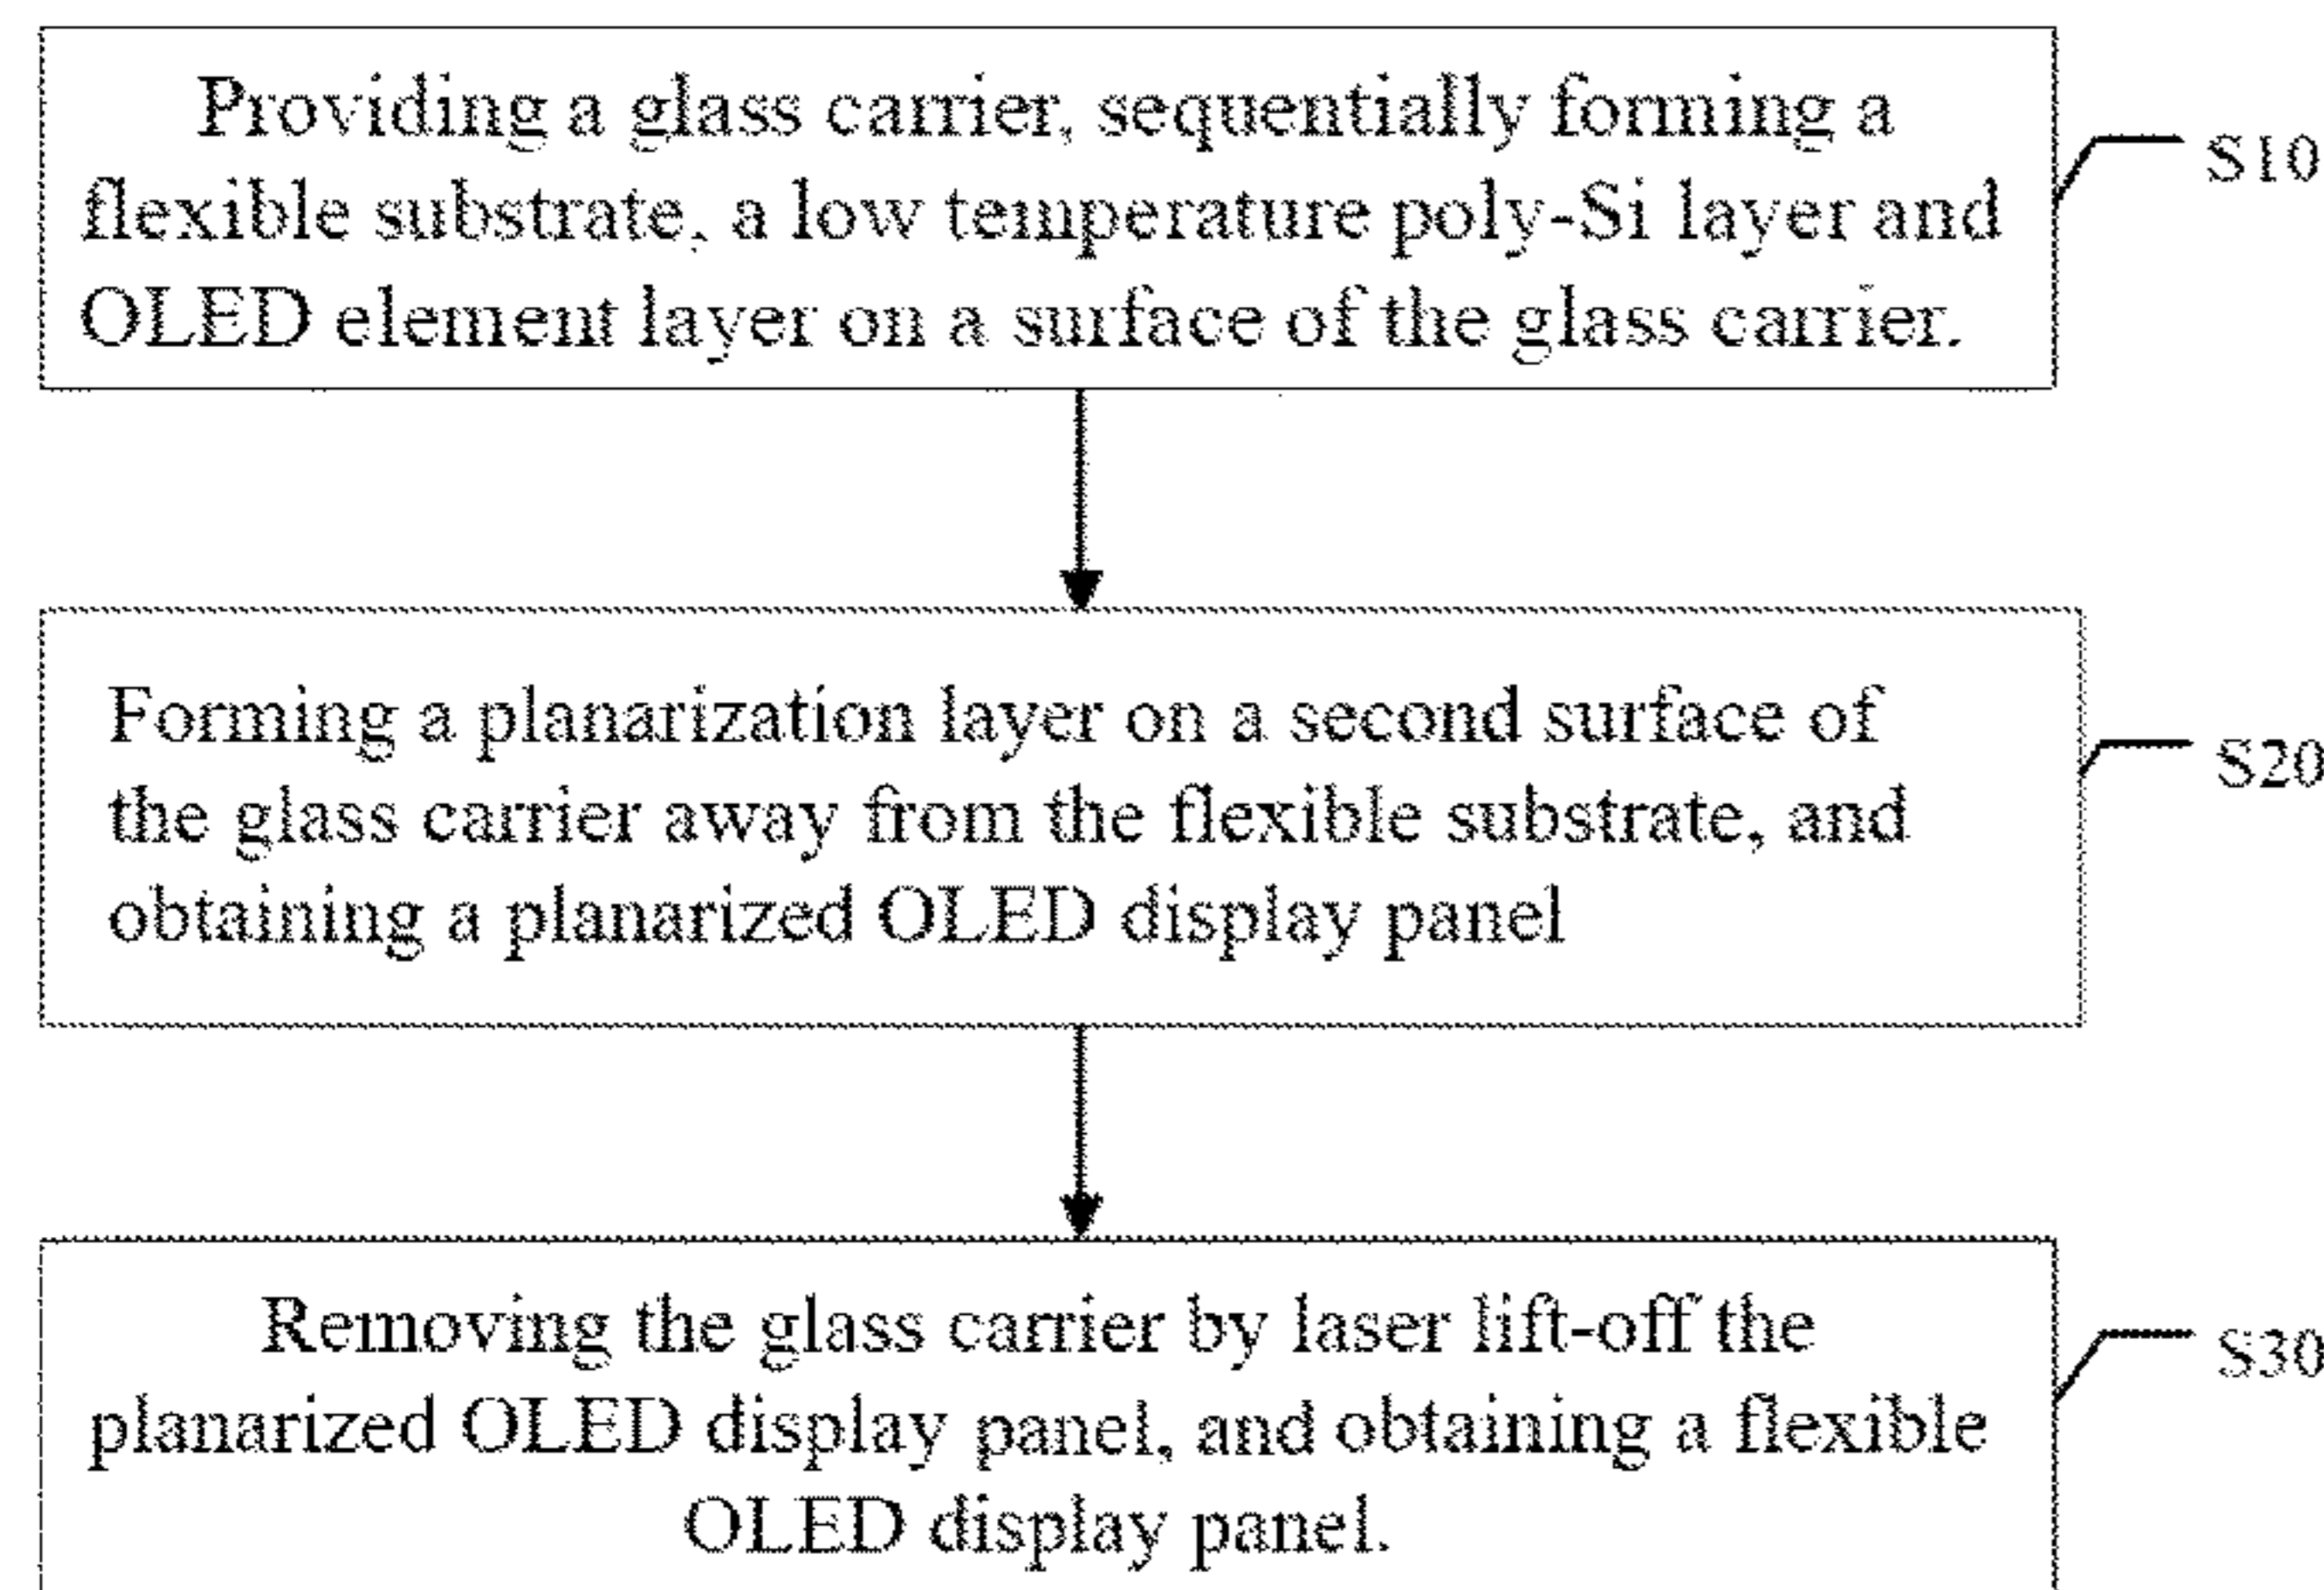 Providing a glass carrier, sequentially forming a
flexible substrate, a low temperature poly-Si layer and
OLED element layer on a surface of the glass carrier.
S10
Forming a planarization layer on a second surface of
the glass carrier away from the flexible substrate, and
obtaining a planarized OLED display panel
S20
Removing the glass carrier by laser lift-off the
planarized OLED display panel, and obtaining a flexible
OLED display panel.
S30